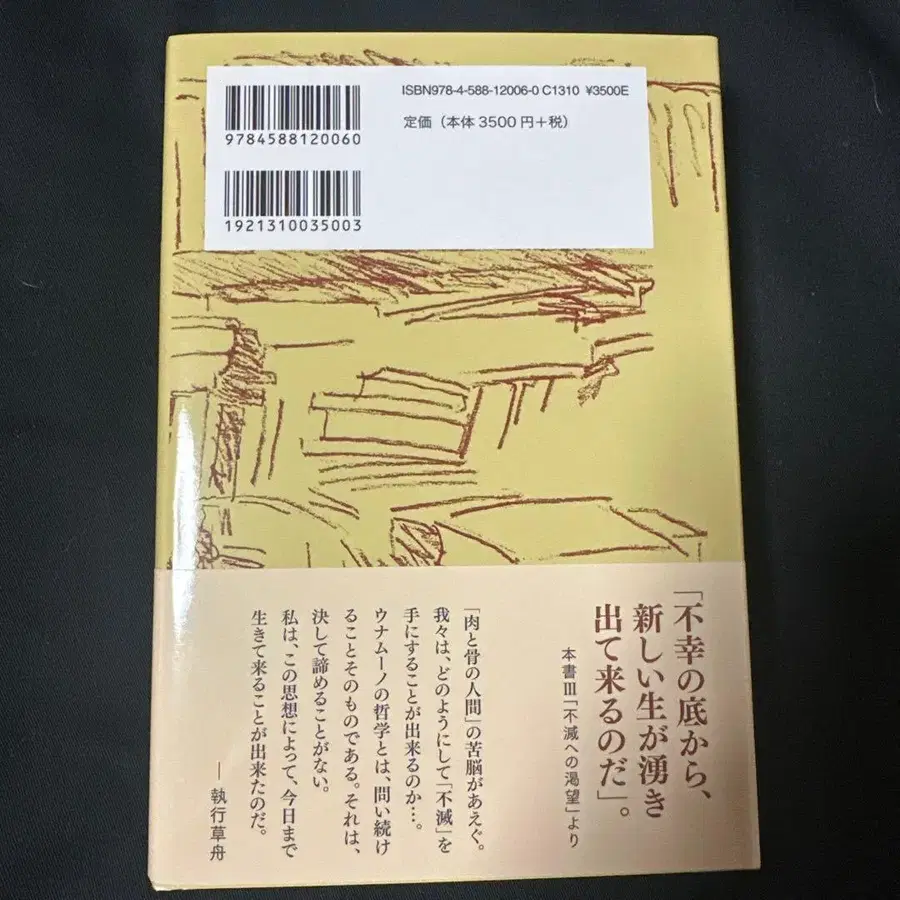 ISBN978-4-588-12006-0 C1310 ¥3500E
定価（本体3500円＋税）
9784588120060
1921310035003
「不幸の底から、
新しい生が湧き
出て来るのだ」。
本書Ⅲ「不滅への渇望」より
「肉と骨の人間」の苦悩があえぐ。
我々は、どのようにして「不滅」を
手にすることが出来るのか…。
ウナムーノの哲学とは、問い続け
ることそのものである。それは、
決して諦めることがない。
私は、この思想によって、今日まで
生きて来ることが出来たのだ。
―執行草舟